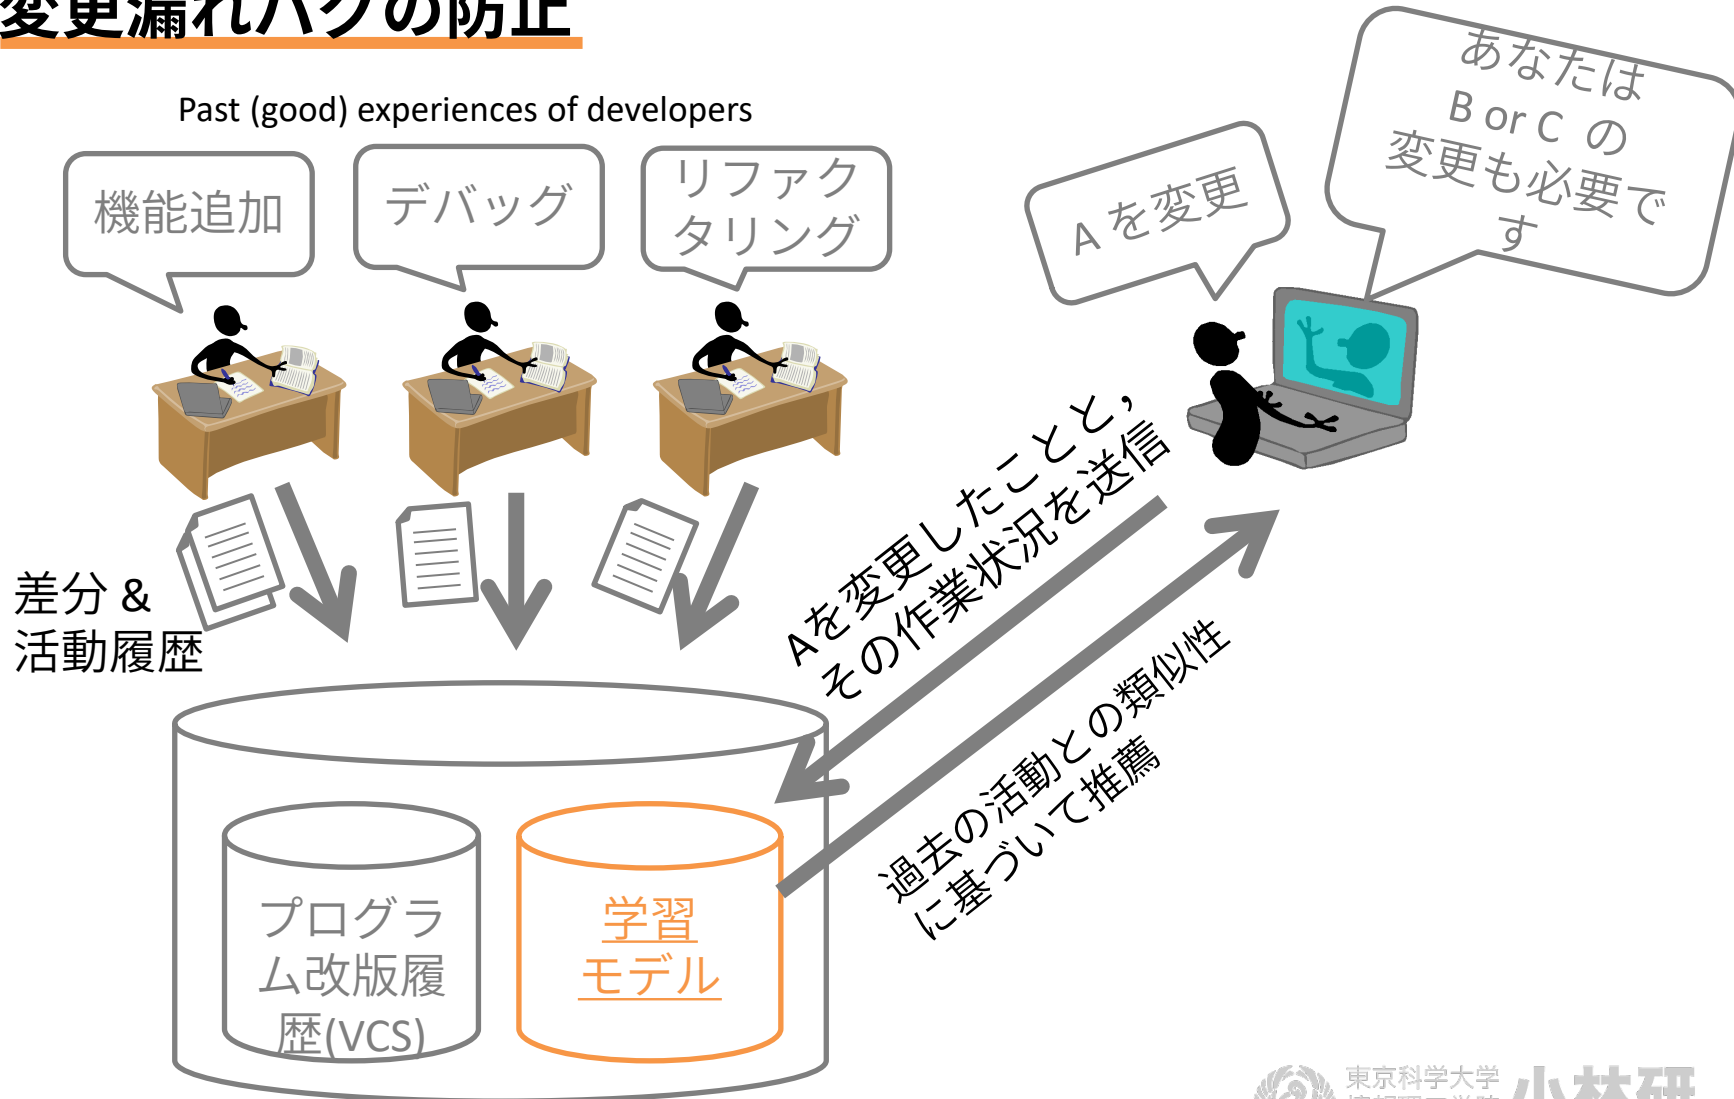 変更漏れバグの防止
Past (good) experiences of developers
機能追加
デバッグ
リファク
タリング
A を変更
あなたは
B or C の
変更も必要で
す
差分 &
活動履歴
Aを変更したことと,
その作業状況を送信
過去の活動との類似性
に基づいて推薦
プログラ
ム改版履
歴(VCS)
学習
モデル
東京科学大学
小林研